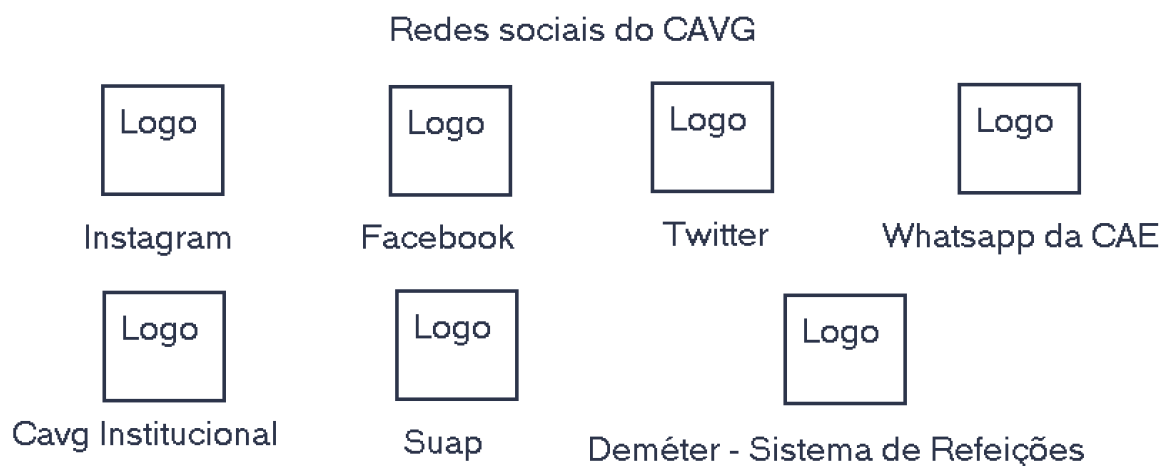 Redes sociais do CAVG
Logo
Logo
Logo
Logo
Instagram
Facebook
Twitter
Whatsapp da CAE
Logo
Logo
Logo
Cavg Institucional
Suap
Deméter - Sistema de Refeições